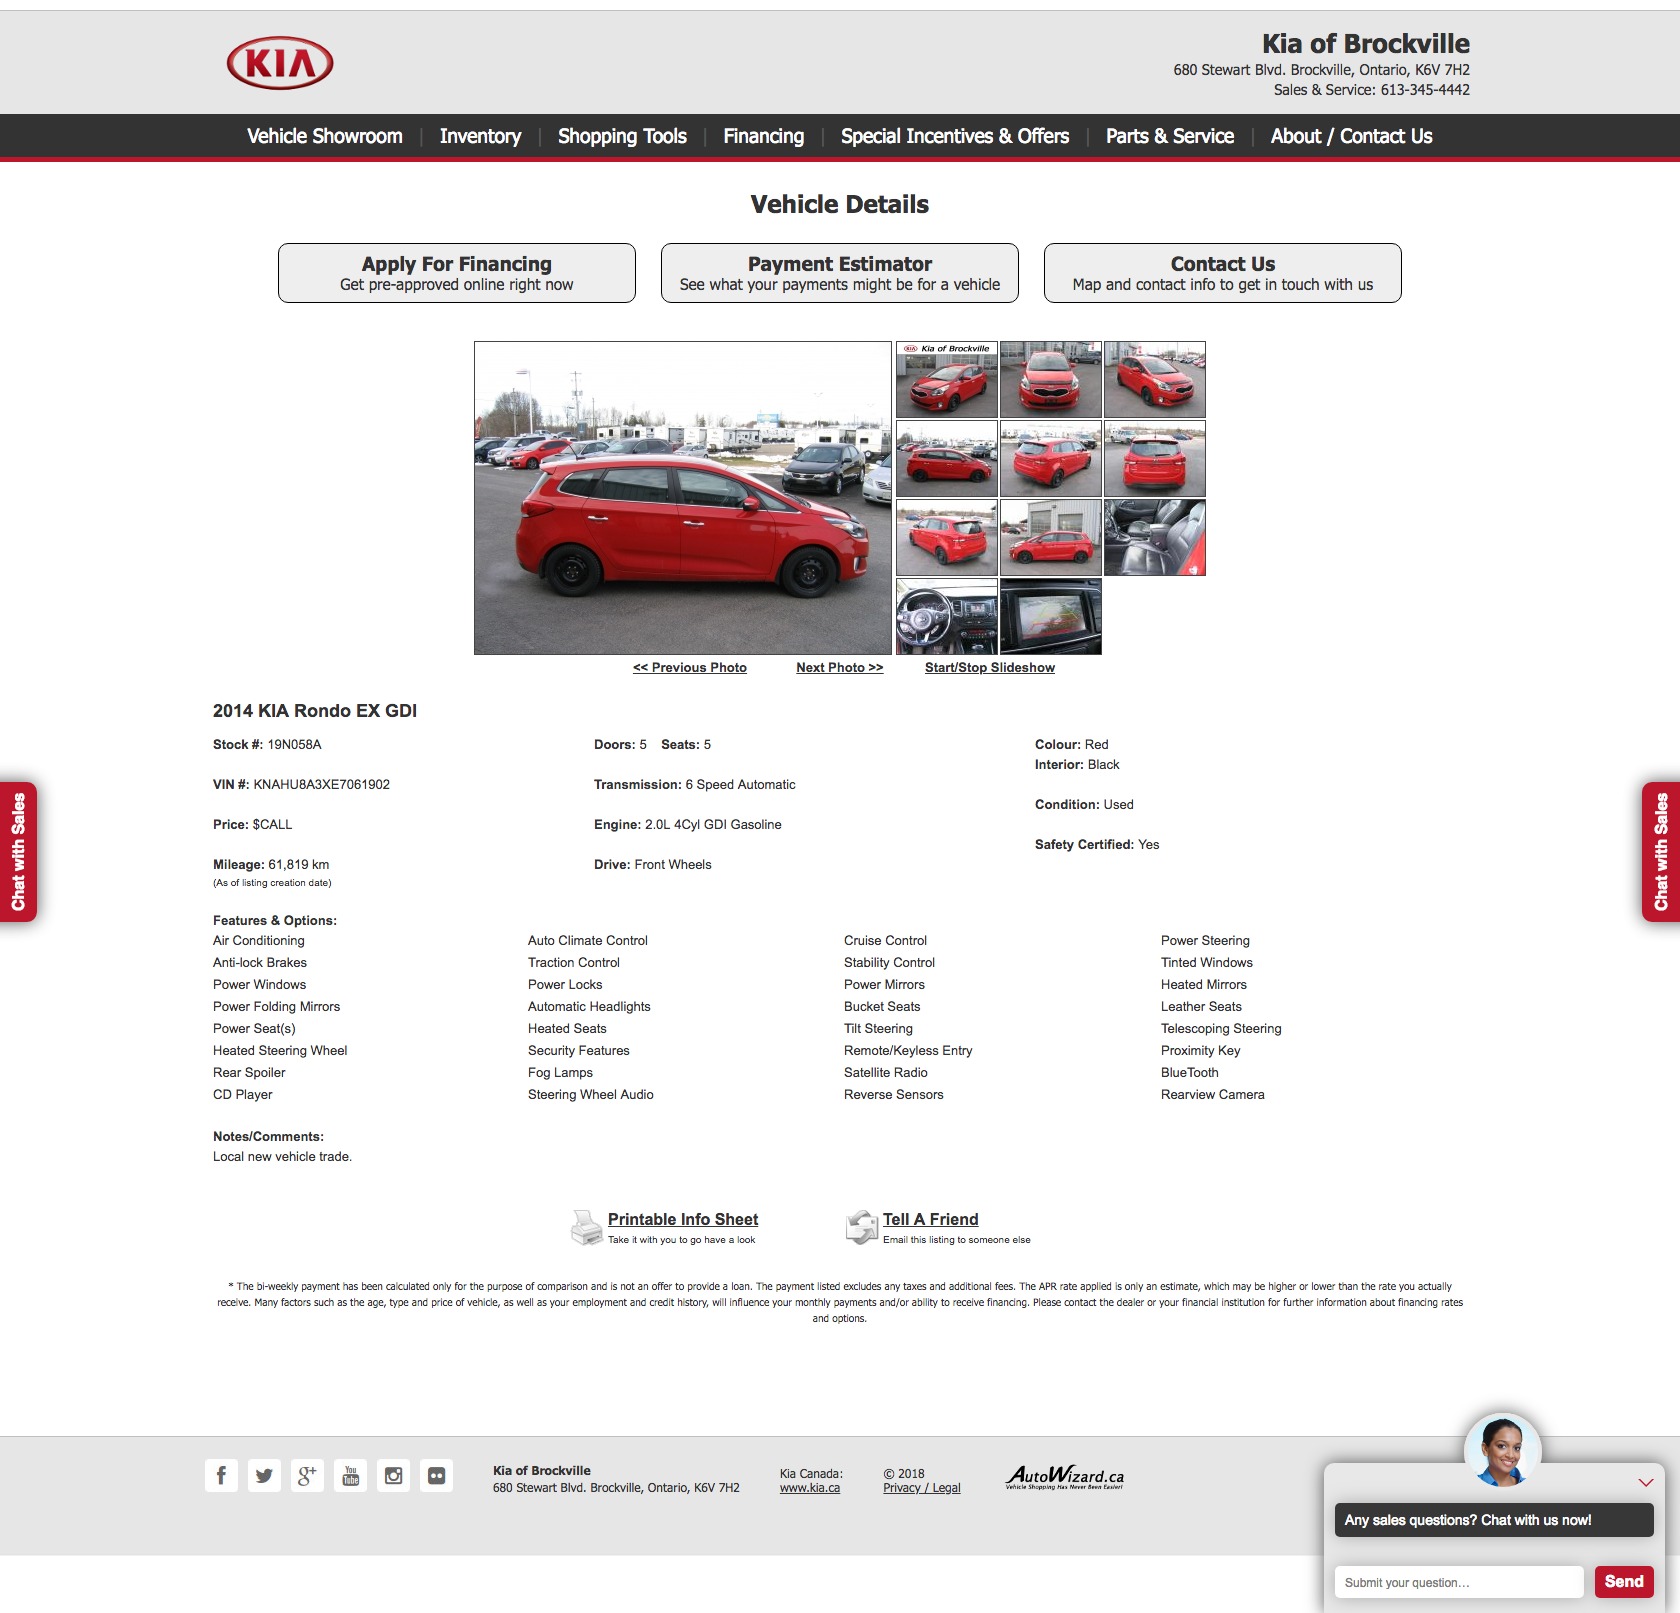 KIA
Kia of Brockville
680 Stewart Blvd. Brockville, Ontario, K6V 7H2
Sales & Service: 613-345-4442
Vehicle Showroom | Inventory | Shopping Tools | Financing | Special Incentives & Offers | Parts & Service | About / Contact Us
Vehicle Details
Apply For Financing
Get pre-approved online right now
Payment Estimator
See what your payments might be for a vehicle
Contact Us
Map and contact info to get in touch with us
KIA Kia of Brockville
<< Previous Photo Next Photo >> Start/Stop Slideshow
2014 KIA Rondo EX GDI
Stock #: 19N058A
VIN #: KNAHU8A3XE7061902
Price: $CALL
Mileage: 61,819 km
(As of listing creation date)
Doors: 5 Seats: 5
Transmission: 6 Speed Automatic
Engine: 2.0L 4Cyl GDI Gasoline
Drive: Front Wheels
Colour: Red
Interior: Black
Condition: Used
Safety Certified: Yes
Chat with Sales
Chat with Sales
Features & Options:
Air Conditioning Auto Climate Control Cruise Control Power Steering
Anti-lock Brakes Traction Control Stability Control Tinted Windows
Power Windows Power Locks Power Mirrors Heated Mirrors
Power Folding Mirrors Automatic Headlights Bucket Seats Leather Seats
Power Seat(s) Heated Seats Tilt Steering Telescoping Steering
Heated Steering Wheel Security Features Remote/Keyless Entry Proximity Key
Rear Spoiler Fog Lamps Satellite Radio BlueTooth
CD Player Steering Wheel Audio Reverse Sensors Rearview Camera
Notes/Comments:
Local new vehicle trade.
Printable Info Sheet
Take it with you to go have a look
Tell A Friend
Email this listing to someone else
* The bi-weekly payment has been calculated only for the purpose of comparison and is not an offer to provide a loan. The payment listed excludes any taxes and additional fees. The APR rate applied is only an estimate, which may be higher or lower than the rate you actually
receive. Many factors such as the age, type and price of vehicle, as well as your employment and credit history, will influence your monthly payments and/or ability to receive financing. Please contact the dealer or your financial institution for further information about financing rates
and options.
f
g+
You
Tube
Kia of Brockville
680 Stewart Blvd. Brockville, Ontario, K6V 7H2
Kia Canada:
www.kia.ca
© 2018
Privacy / Legal
AutoWizard.ca
Vehicle Shopping Has Never Been Easier!
Any sales questions? Chat with us now!
Submit your question...
Send